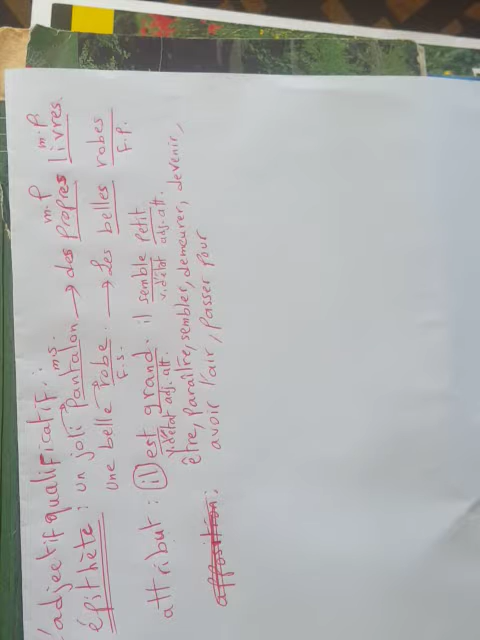 l'adjectif qualificatif :
épithète : un joli Pantalon → des propres livres.
m.s. m.P m.P
Une belle robe. → Les belles robes
F.S. F.P.
attribut : il est grand. il semble petit
v.d'état adj. att. v.d'état adj. att.
être, paraître, sembler, demeurer, devenir,
avoir l'air, passer pour
apposition :